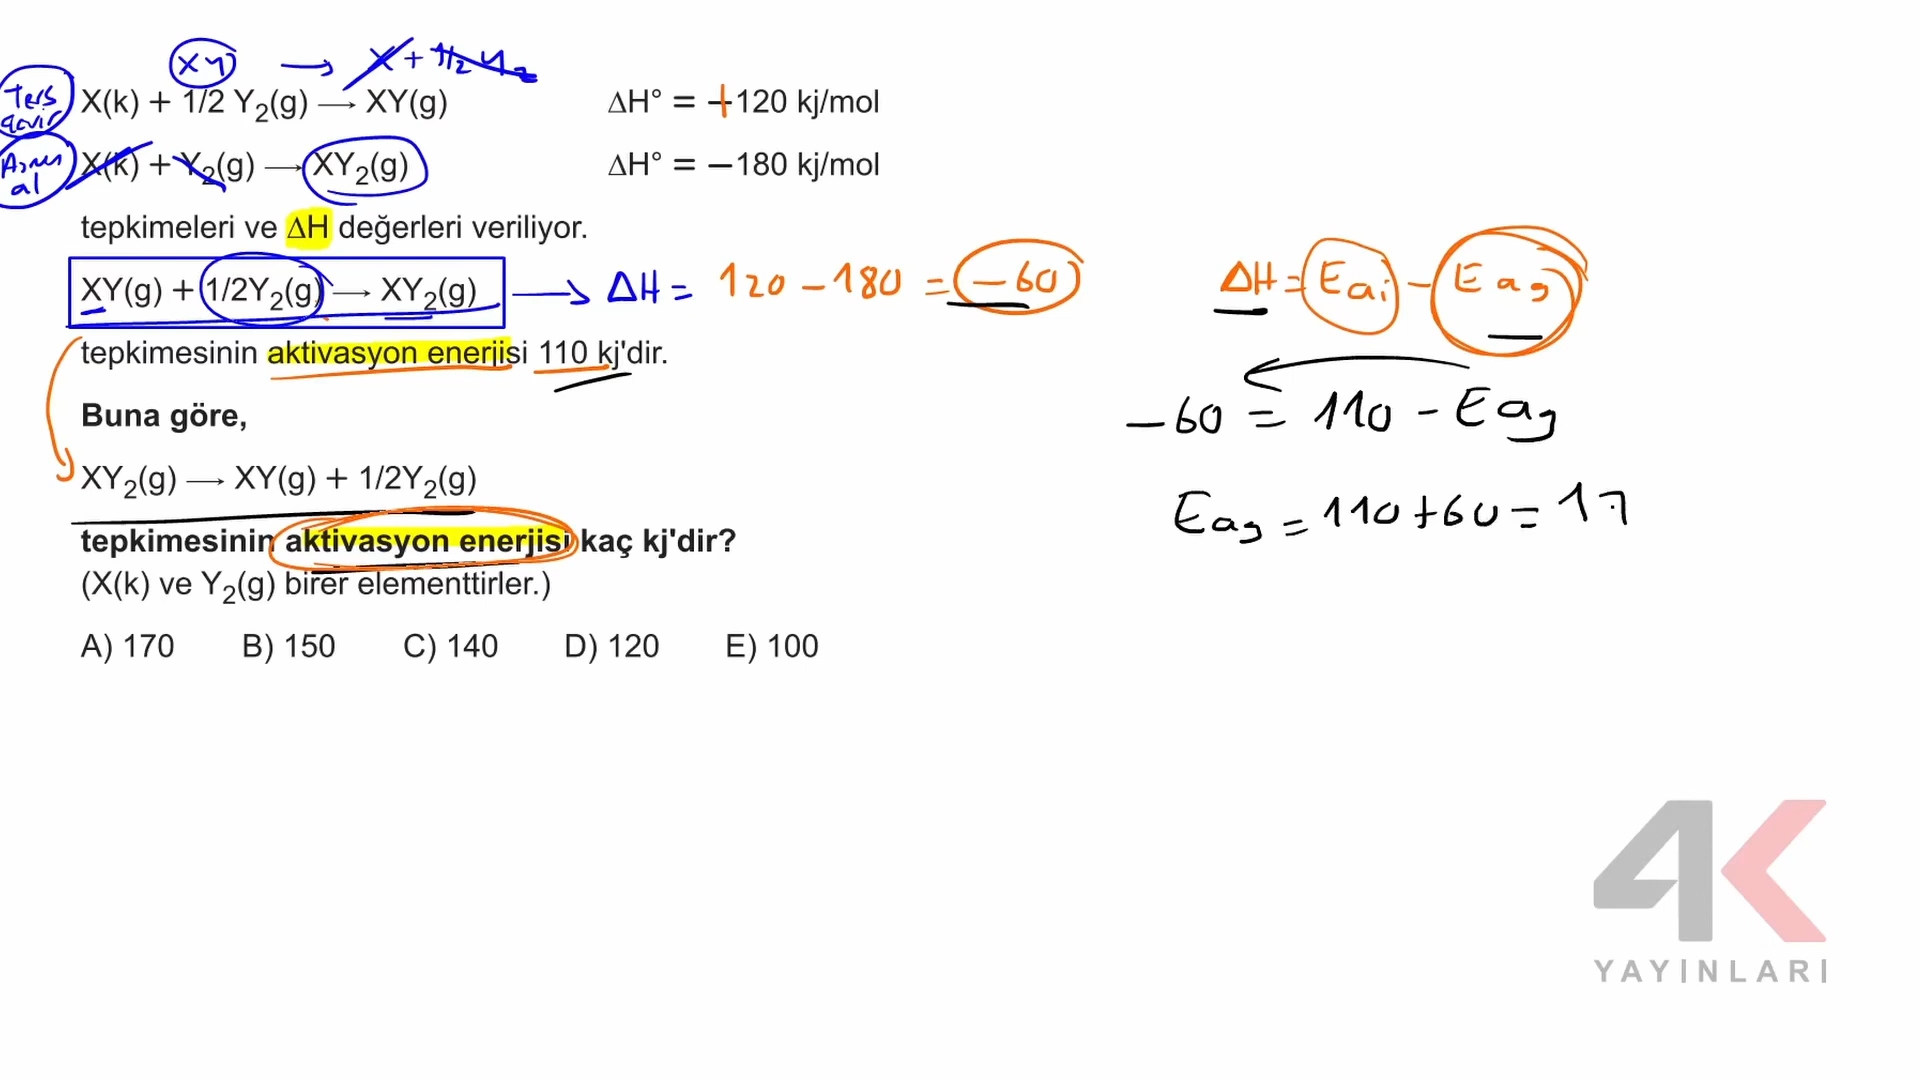 XY → X + 1/2 Y2
Ters çevir X(k) + 1/2 Y₂(g) → XY(g) ΔH° = +120 kj/mol
Aynen al X(k) + Y₂(g) → XY₂(g) ΔH° = −180 kj/mol
tepkimeleri ve ΔH değerleri veriliyor.
XY(g) + 1/2Y₂(g) → XY₂(g) → ΔH = 120 − 180 = −60 ΔH = Eai − Eag
tepkimesinin aktivasyon enerjisi 110 kj'dir.
−60 = 110 − Eag
Buna göre,
XY₂(g) → XY(g) + 1/2Y₂(g)
Eag = 110+60 = 17
tepkimesinin aktivasyon enerjisi kaç kj'dir?
(X(k) ve Y₂(g) birer elementtirler.)
A) 170 B) 150 C) 140 D) 120 E) 100
4K
YAYINLARI